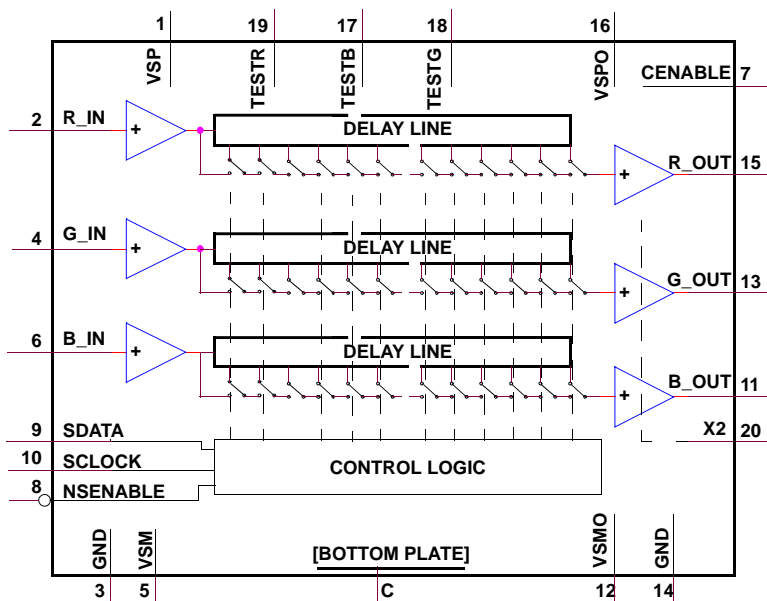 1 19 17 18 16
VSP TESTR TESTB TESTG VSPO
CENABLE 7
2 R_IN + DELAY LINE + R_OUT 15
4 G_IN + DELAY LINE + G_OUT 13
6 B_IN + DELAY LINE + B_OUT 11
9 SDATA X2 20
10 SCLOCK CONTROL LOGIC
8 NSENABLE
GND VSM [BOTTOM PLATE] VSMO GND
3 5 C 12 14